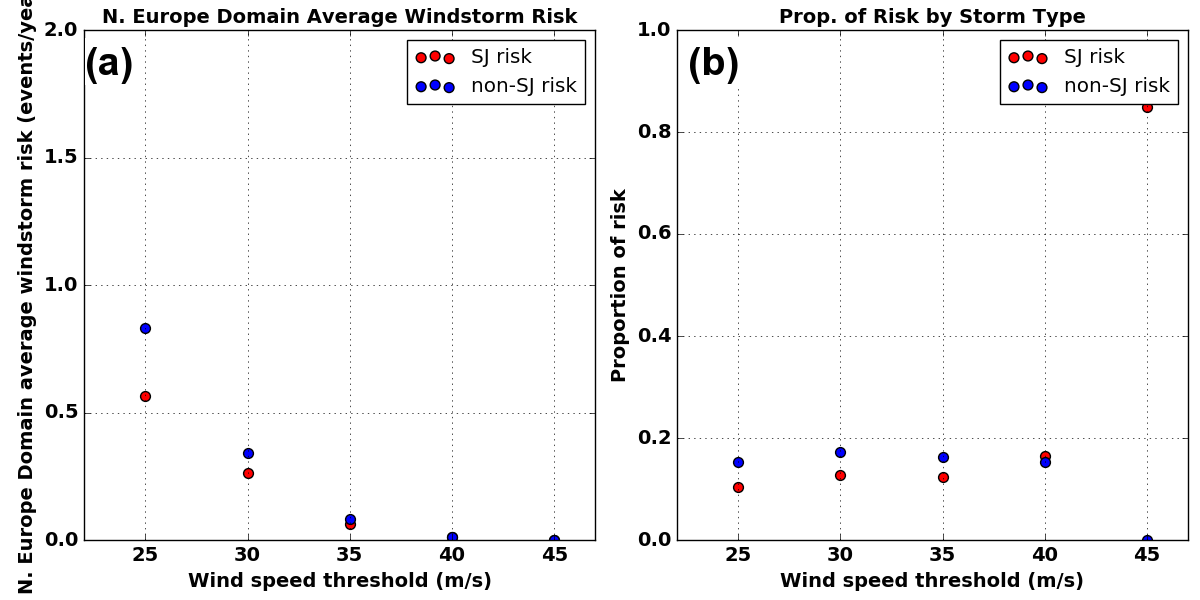 N. Europe Domain Average Windstorm Risk
(a)
SJ risk
non-SJ risk
2.0
1.5
1.0
0.5
0.0
25 30 35 40 45
Wind speed threshold (m/s)
N. Europe Domain average windstorm risk (events/yea
Prop. of Risk by Storm Type
(b)
SJ risk
non-SJ risk
1.0
0.8
0.6
0.4
0.2
0.0
25 30 35 40 45
Wind speed threshold (m/s)
Proportion of risk